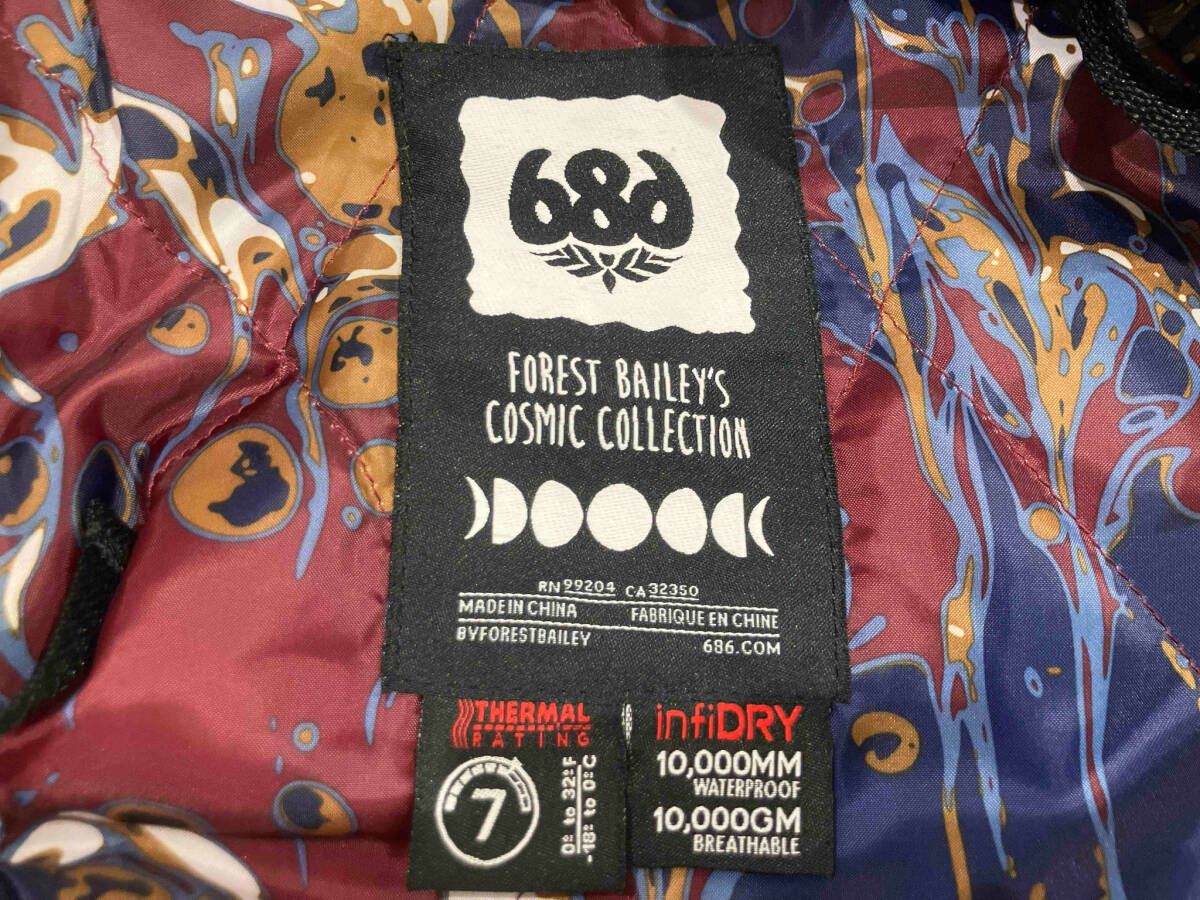 686
FOREST BAILEY'S
COSMIC COLLECTION
RN 99204 CA 32350
MADE IN CHINA FABRIQUE EN CHINE
BYFORESTBAILEY 686.COM
THERMAL
RATING
7
0° to 32°F
-18° to 0°C
infiDRY
10,000MM
WATERPROOF
10,000GM
BREATHABLE